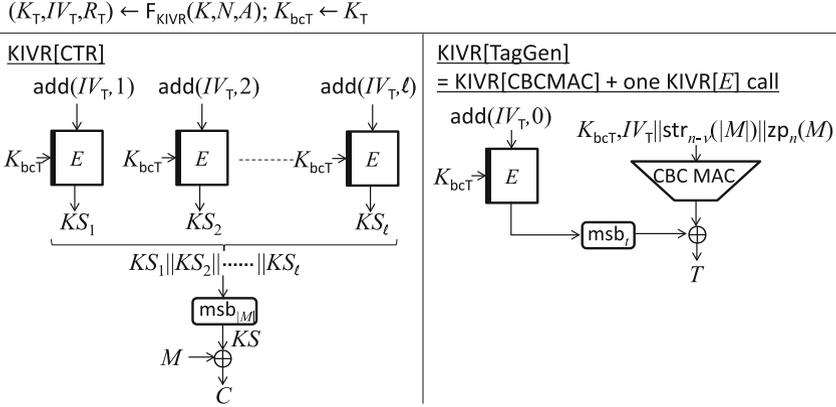 (K_T,IV_T,R_T) ← F_KIVR(K,N,A); K_bcT ← K_T
KIVR[CTR]
add(IV_T,1) add(IV_T,2) add(IV_T,ℓ)
K_bcT E K_bcT E K_bcT E
KS_1 KS_2 KS_ℓ
KS_1||KS_2||······||KS_ℓ
msb_|M|
KS
M
C
KIVR[TagGen]
= KIVR[CBCMAC] + one KIVR[E] call
add(IV_T,0)
K_bcT,IV_T||str_{n-ν}(|M|)||zp_n(M)
K_bcT E
CBC MAC
msb_t
T